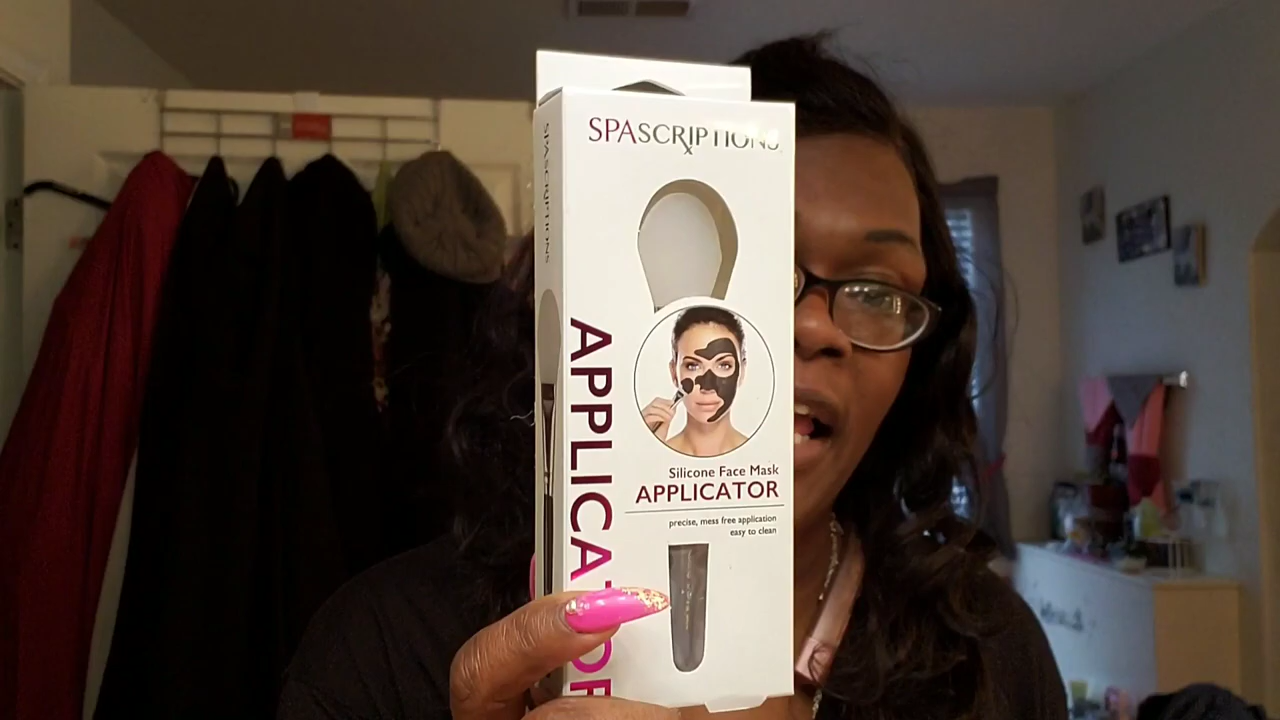 SPASCRIPTIONS
SPASCRIPTIONS
APPLICATOR
Silicone Face Mask
APPLICATOR
precise, mess free application
easy to clean